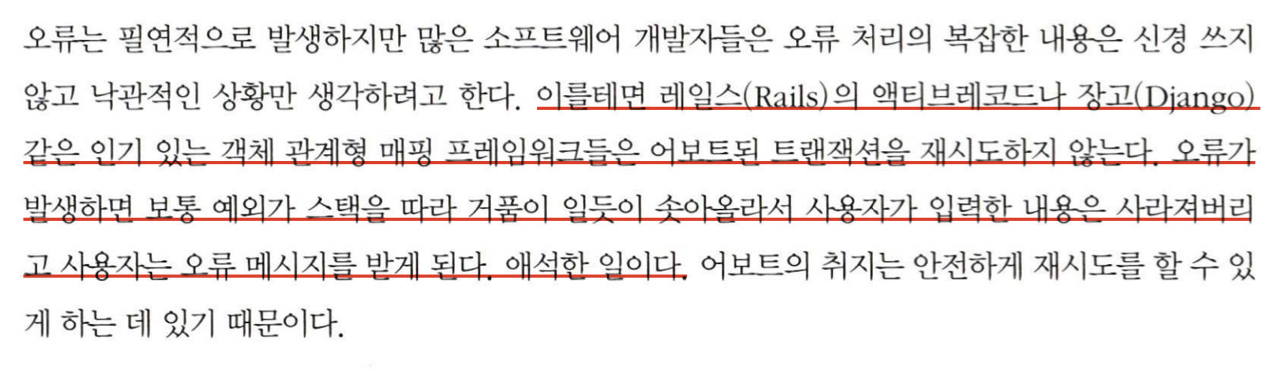 오류는 필연적으로 발생하지만 많은 소프트웨어 개발자들은 오류 처리의 복잡한 내용은 신경 쓰지
않고 낙관적인 상황만 생각하려고 한다. 이를테면 레일스(Rails)의 액티브레코드나 장고(Django)
같은 인기 있는 객체 관계형 매핑 프레임워크들은 어보트된 트랜잭션을 재시도하지 않는다. 오류가
발생하면 보통 예외가 스택을 따라 거품이 일듯이 솟아올라서 사용자가 입력한 내용은 사라져버리
고 사용자는 오류 메시지를 받게 된다. 애석한 일이다. 어보트의 취지는 안전하게 재시도를 할 수 있
게 하는 데 있기 때문이다.